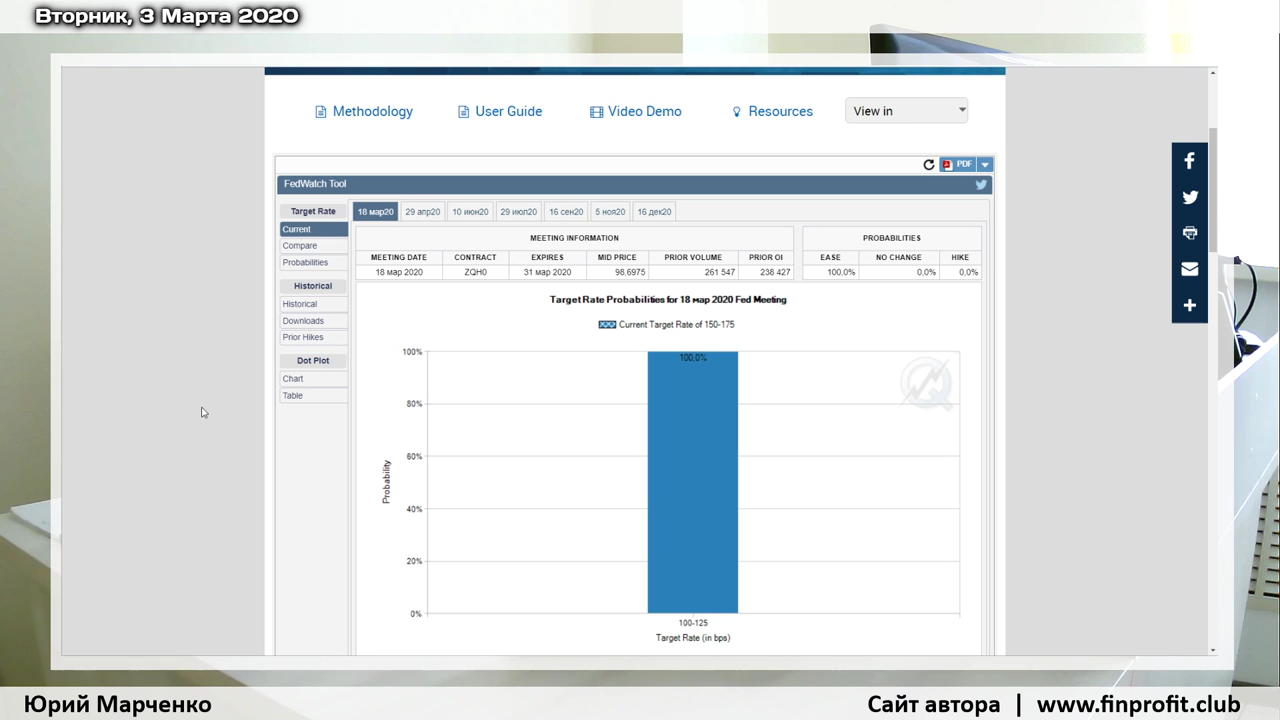 Вторник, 3 Марта 2020
Methodology User Guide Video Demo Resources View in
PDF
FedWatch Tool
Target Rate
Current
Compare
Probabilities
Historical
Historical
Downloads
Prior Hikes
Dot Plot
Chart
Table
18 мар20 29 апр20 10 июн20 29 июл20 16 сен20 5 ноя20 16 дек20
MEETING INFORMATION
MEETING DATE CONTRACT EXPIRES MID PRICE PRIOR VOLUME PRIOR OI
18 мар 2020 ZQH0 31 мар 2020 98,6975 261 547 238 427
PROBABILITIES
EASE NO CHANGE HIKE
100,0% 0,0% 0,0%
Target Rate Probabilities for 18 мар 2020 Fed Meeting
Current Target Rate of 150-175
100%
80%
60%
40%
20%
0%
Probability
100,0%
100-125
Target Rate (in bps)
Юрий Марченко
Сайт автора | www.finprofit.club